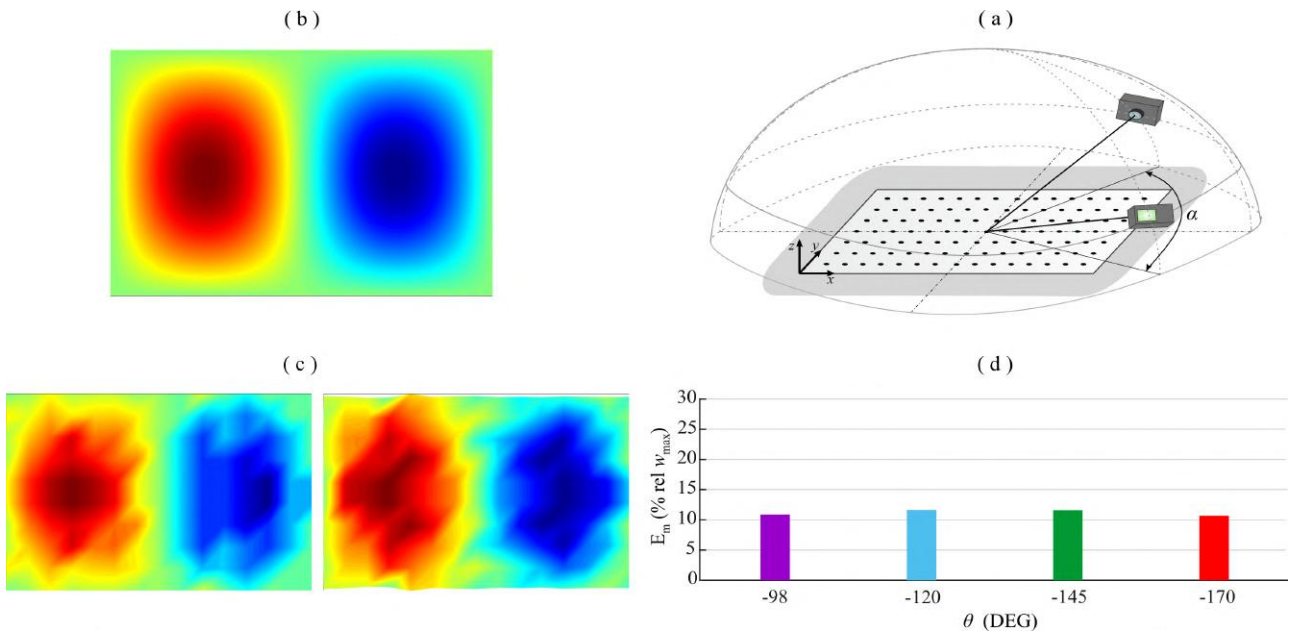 ( b )
( a )
z
y
x
α
( c )
( d )
E_m (% rel w_max)
30
25
20
15
10
5
0
-98
-120
-145
-170
θ (DEG)